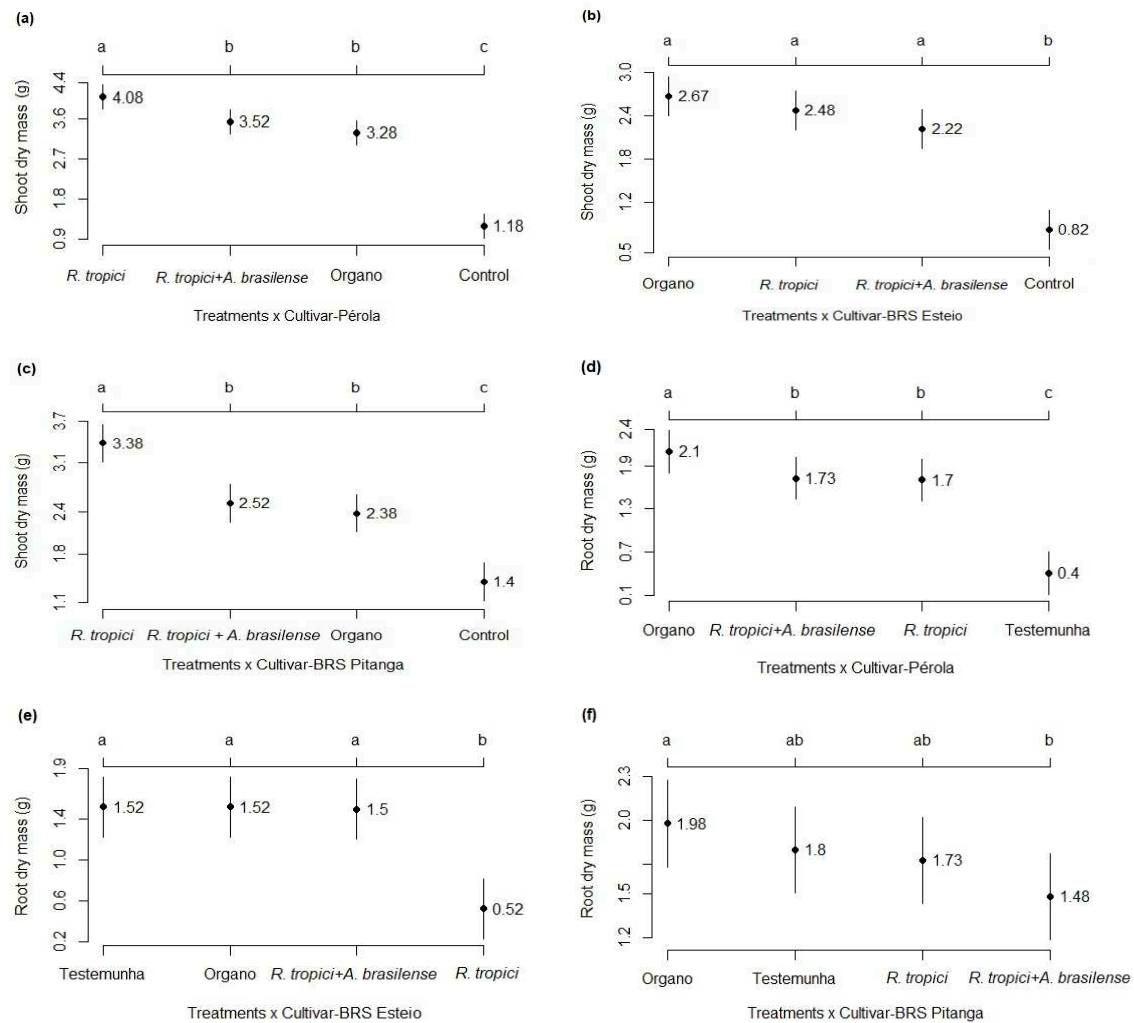 (a)
a b b c
Shoot dry mass (g)
4.4
3.6
2.7
1.8
0.9
4.08
3.52
3.28
1.18
R. tropici R. tropici+A. brasilense Organo Control
Treatments x Cultivar-Pérola
(b)
a a a b
Shoot dry mass (g)
3.0
2.4
1.8
1.2
0.5
2.67
2.48
2.22
0.82
Organo R. tropici R. tropici+A. brasilense Control
Treatments x Cultivar-BRS Esteio
(c)
a b b c
Shoot dry mass (g)
3.7
3.1
2.4
1.8
1.1
3.38
2.52
2.38
1.4
R. tropici R. tropici + A. brasilense Organo Control
Treatments x Cultivar-BRS Pitanga
(d)
a b b c
Root dry mass (g)
2.4
1.9
1.3
0.7
0.1
2.1
1.73
1.7
0.4
Organo R. tropici+A. brasilense R. tropici Testemunha
Treatments x Cultivar-Pérola
(e)
a a a b
Root dry mass (g)
1.9
1.4
1.0
0.6
0.2
1.52
1.52
1.5
0.52
Testemunha Organo R. tropici+A. brasilense R. tropici
Treatments x Cultivar-BRS Esteio
(f)
a ab ab b
Root dry mass (g)
2.3
2.0
1.5
1.2
1.98
1.8
1.73
1.48
Organo Testemunha R. tropici R. tropici+A. brasilense
Treatments x Cultivar-BRS Pitanga